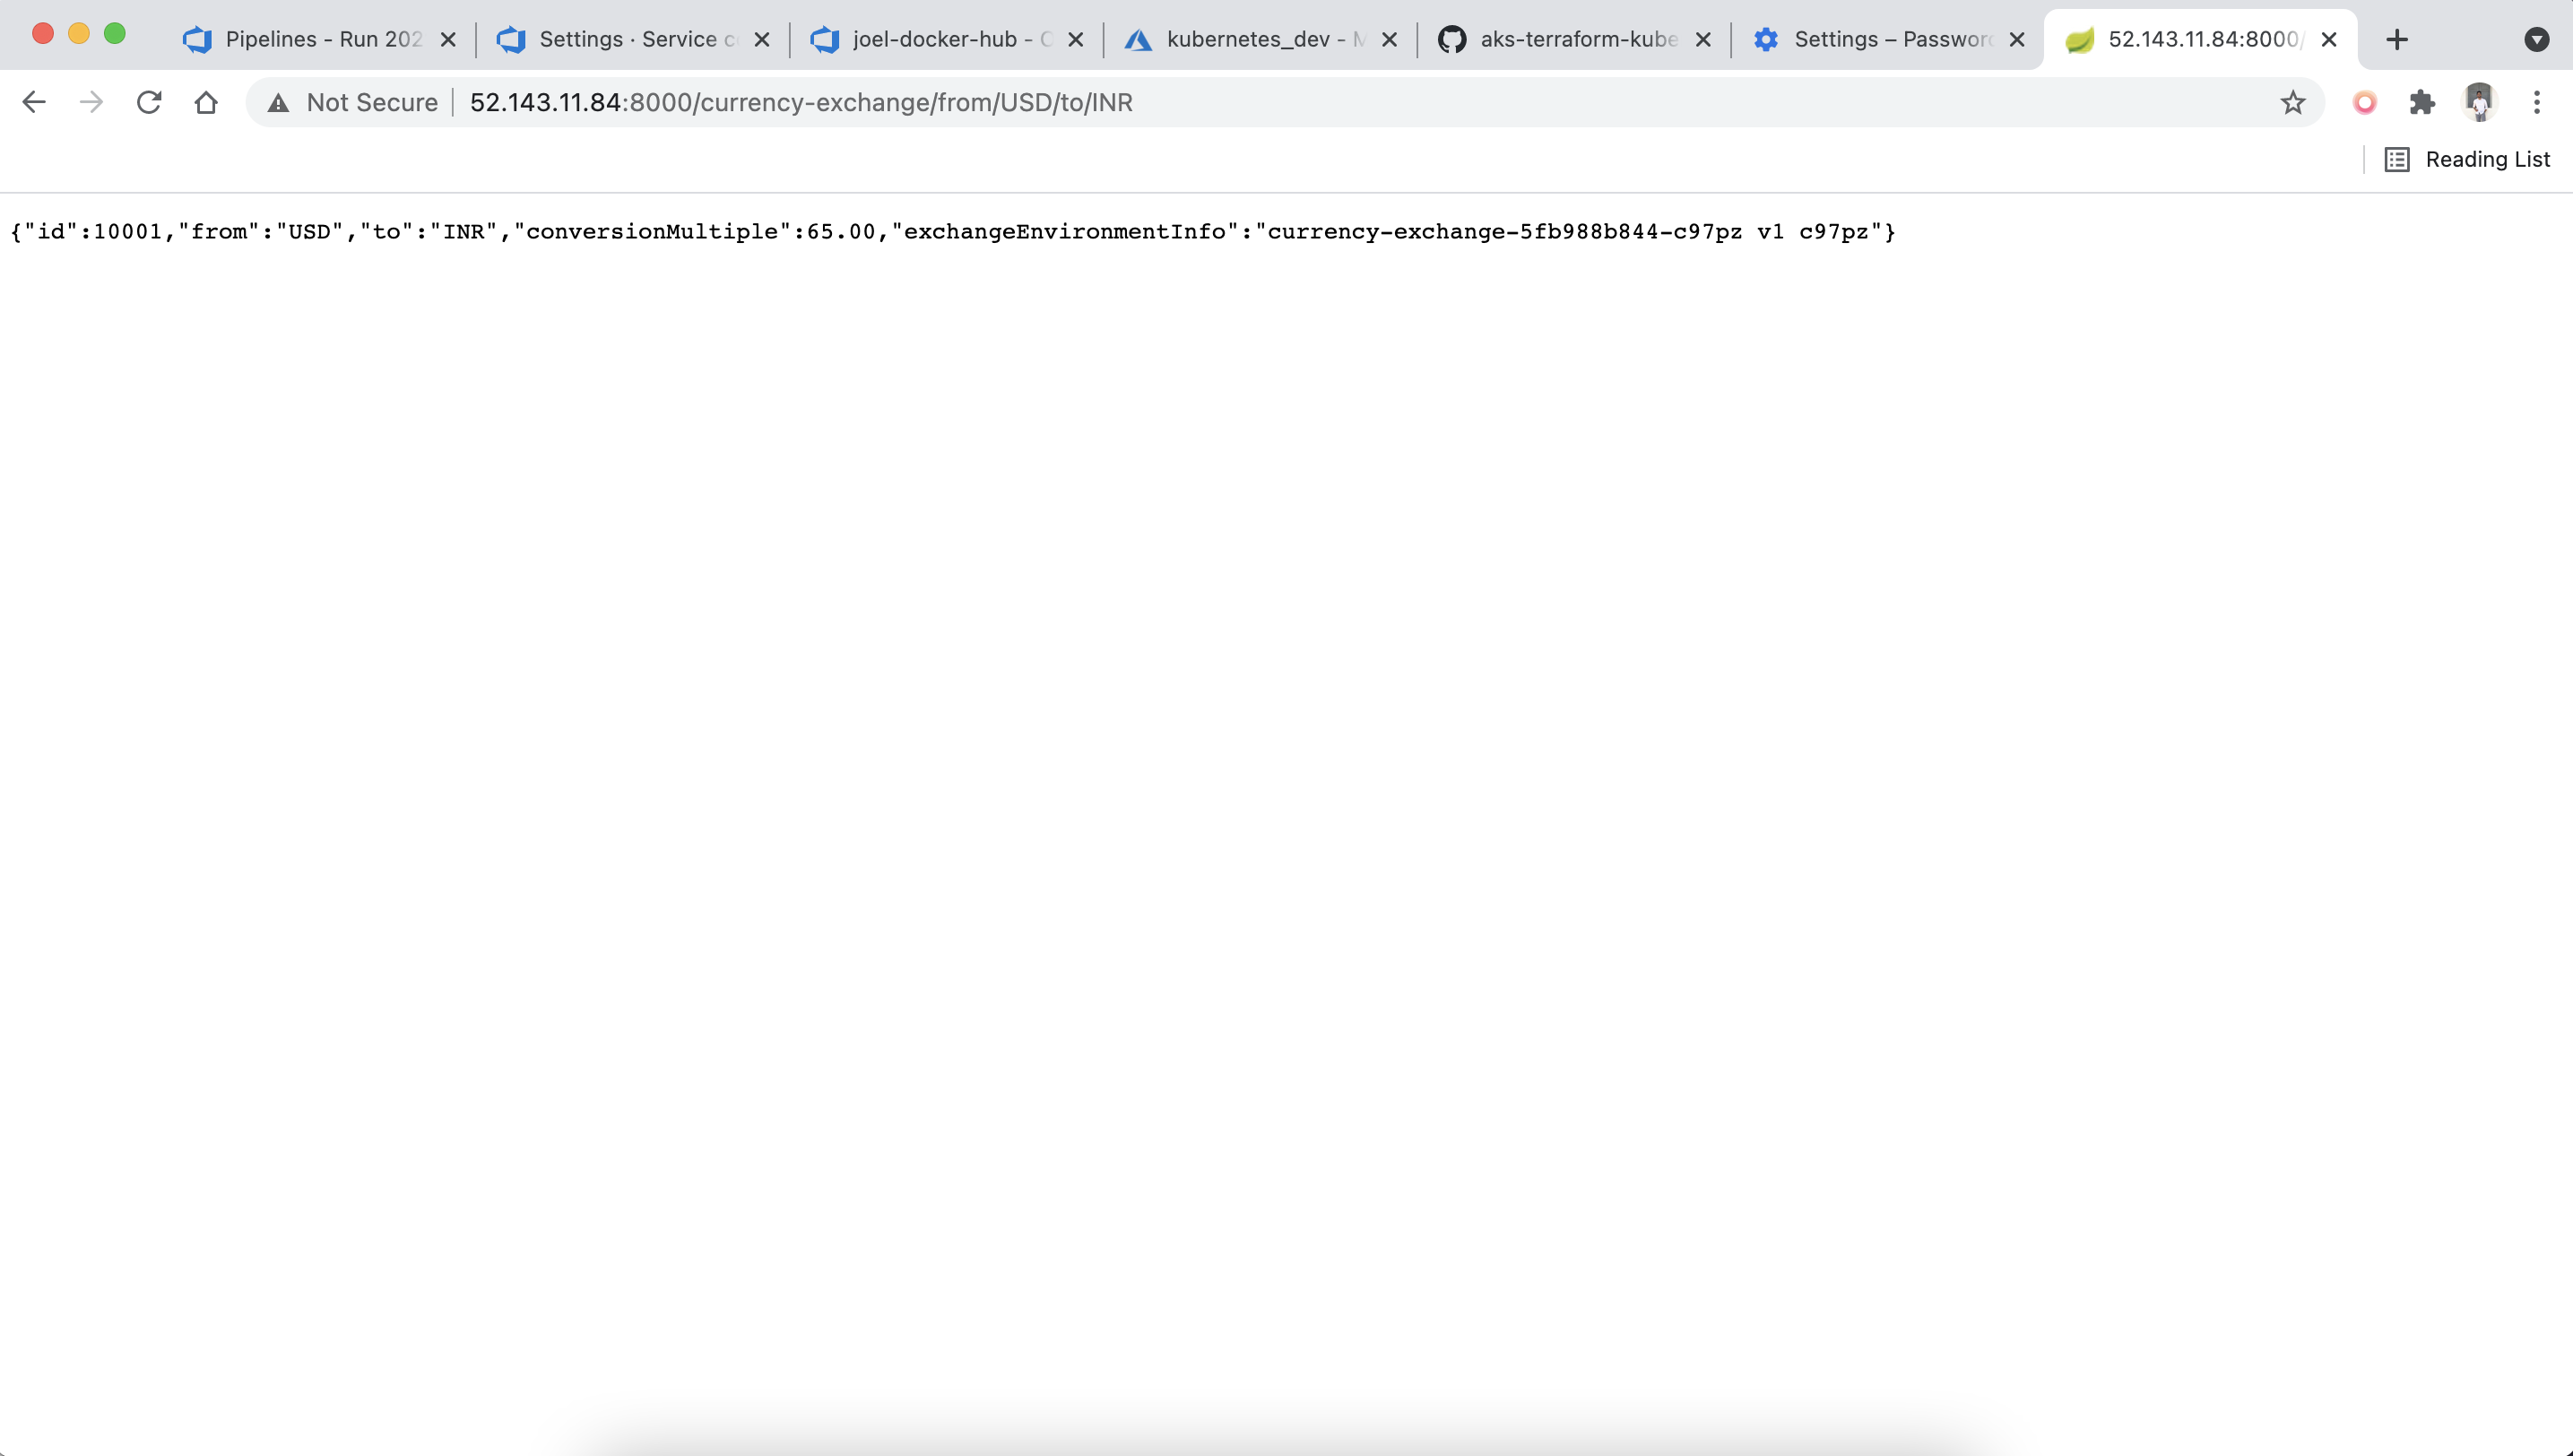 Pipelines - Run 202
Settings · Service c
joel-docker-hub - C
kubernetes_dev - M
aks-terraform-kube
Settings – Password
52.143.11.84:8000/
Not Secure
52.143.11.84:8000/currency-exchange/from/USD/to/INR
Reading List
{"id":10001,"from":"USD","to":"INR","conversionMultiple":65.00,"exchangeEnvironmentInfo":"currency-exchange-5fb988b844-c97pz v1 c97pz"}